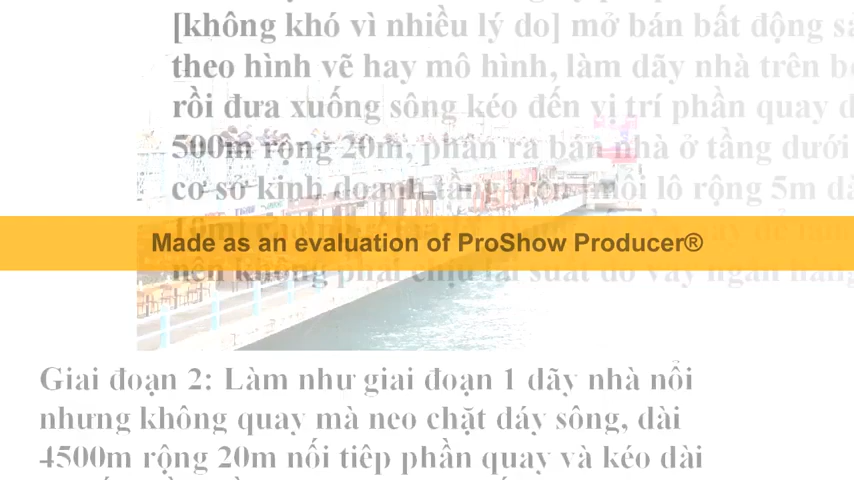 [không khó vì nhiều lý do] mở bán bất động
theo hình vẽ hay mô hình, làm dãy nhà trên
rồi đưa xuống sông kéo đến vị trí phần quay
500m rộng 20m, phân ra bán nhà ở tầng dưới
cơ sở kinh doanh tầng trên, mỗi lô rộng 5m
Made as an evaluation of ProShow Producer®
nên không phải chịu lãi suất do vay ngân hàng
Giai đoạn 2: Làm như giai đoạn 1 dãy nhà nổi
nhưng không quay mà neo chặt đáy sông, dài
4500m rộng 20m nối tiếp phần quay và kéo dài